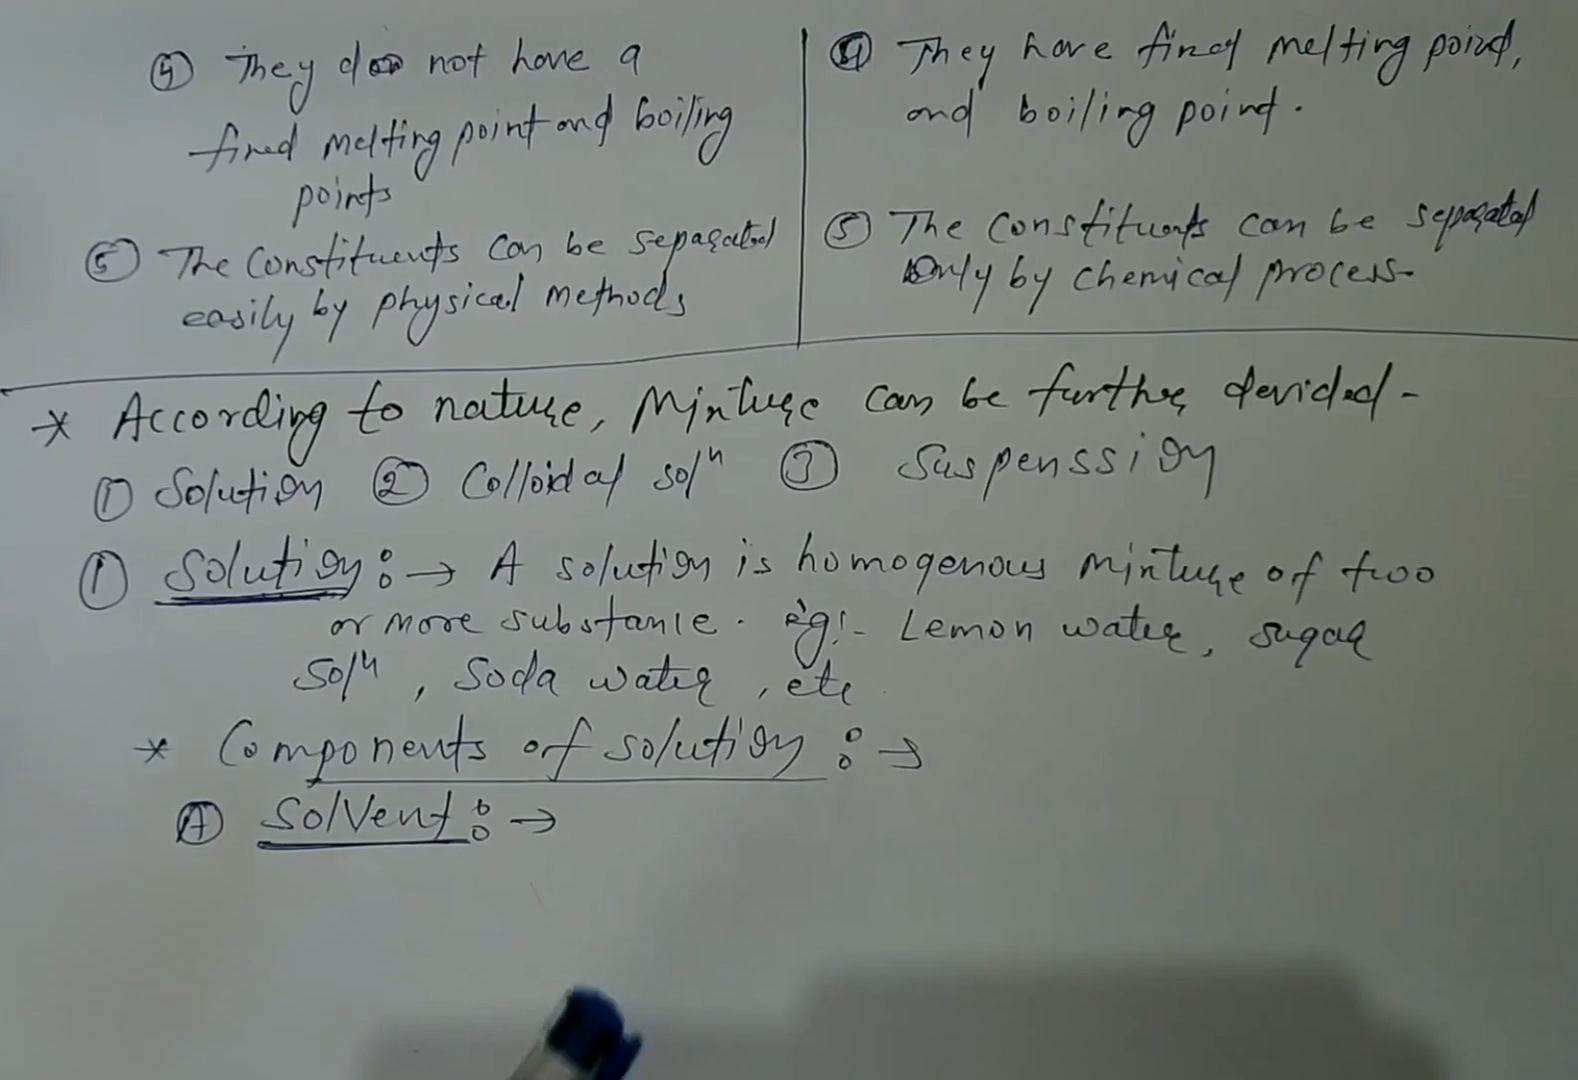 ④ They do not have a
fixed melting point and boiling
points
⑤ The Constituents can be separated
easily by physical methods
④ They have fixed melting point,
and boiling point.
⑤ The Constituents can be separated
Only by chemical process.
* According to nature, Mixture can be further devided -
① Solution ② Colloidal solⁿ ③ Suspenssion
① Solution : → A solution is homogenous mixture of two
or more substance. eg:- Lemon water, sugar
Solⁿ, Soda water, etc
* Components of solution : →
Ⓐ Solvent : →